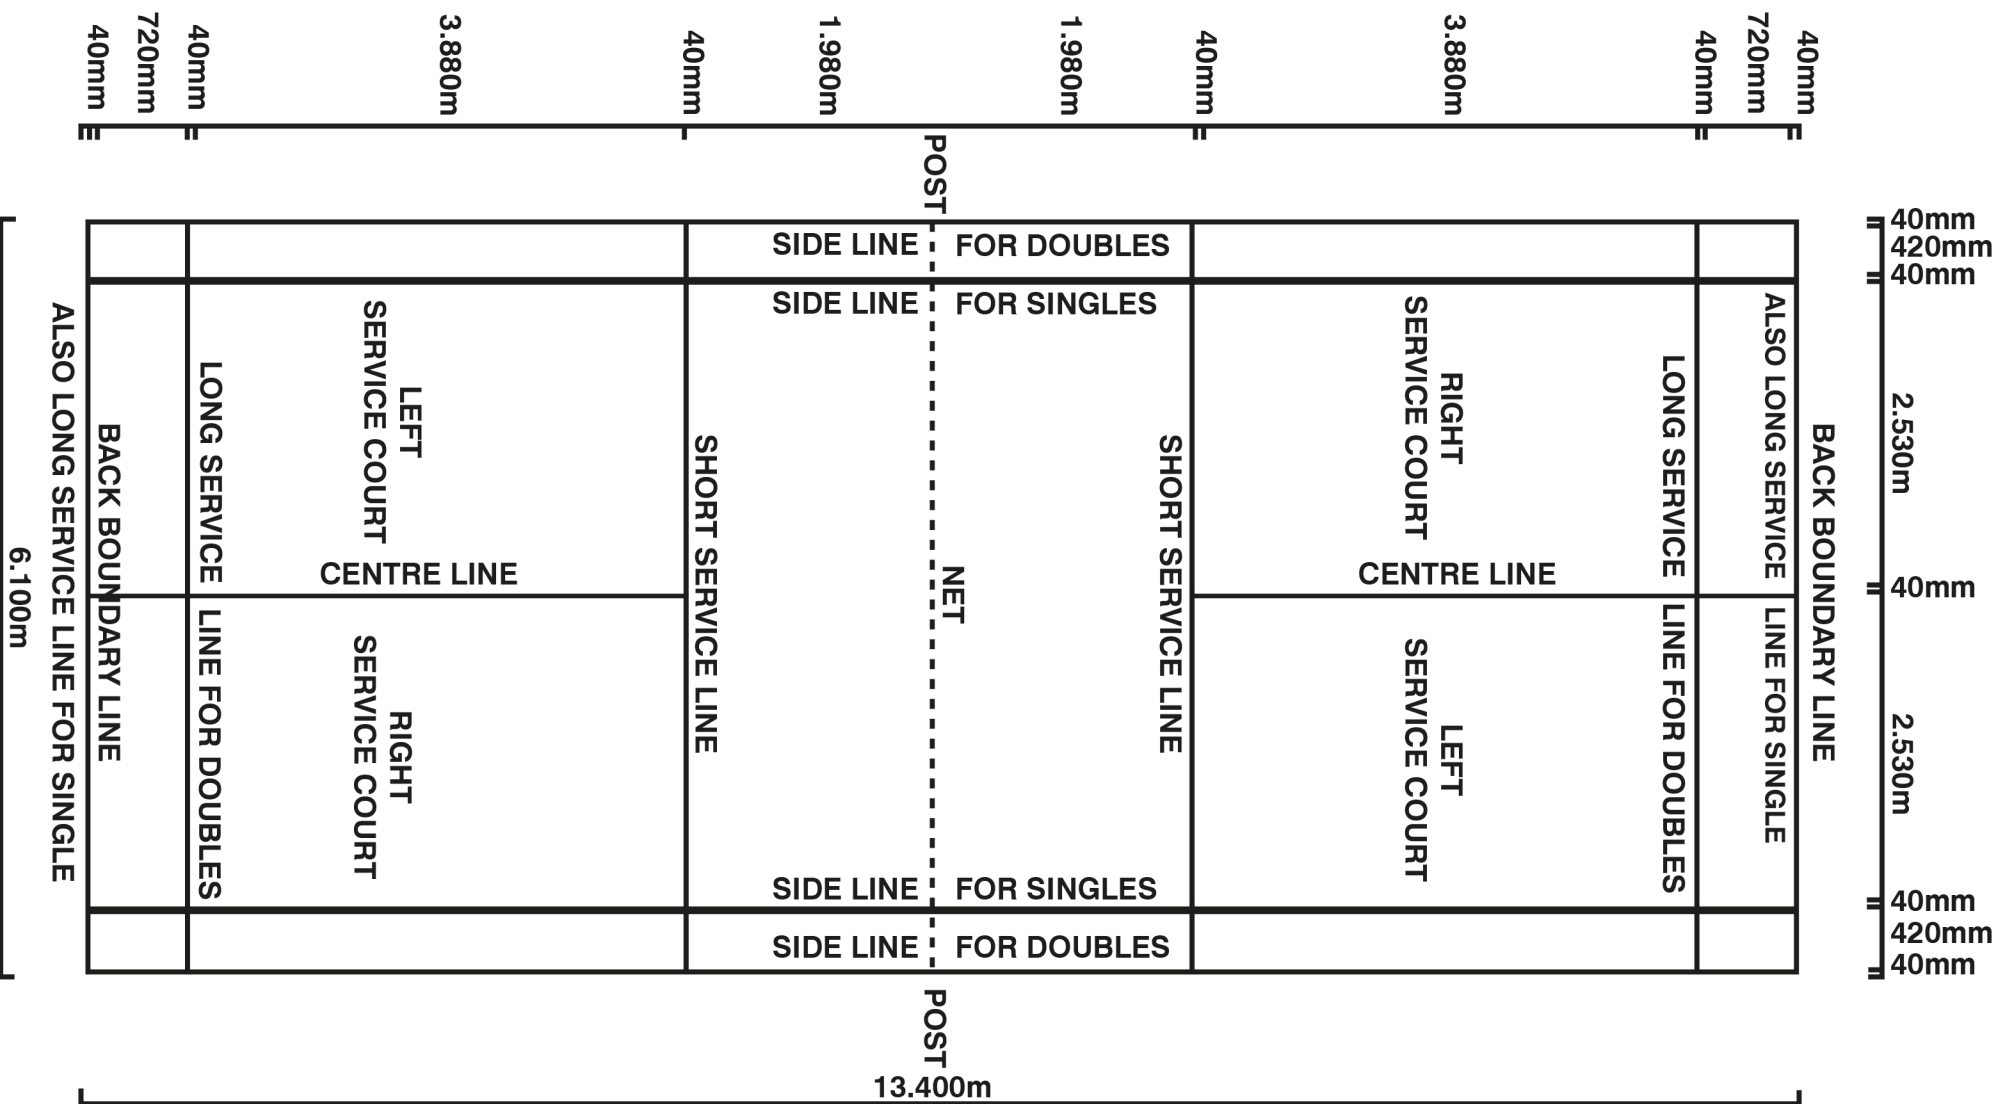 40mm
720mm
40mm
3.880m
40mm
1.980m
1.980m
40mm
3.880m
40mm
720mm
40mm
POST
SIDE LINE FOR DOUBLES
SIDE LINE FOR SINGLES
40mm
420mm
40mm
2.530m
40mm
2.530m
40mm
420mm
40mm
6.100m
ALSO LONG SERVICE LINE FOR SINGLE
BACK BOUNDARY LINE
LONG SERVICE LINE FOR DOUBLES
LEFT
SERVICE COURT
CENTRE LINE
RIGHT
SERVICE COURT
SHORT SERVICE LINE
NET
SHORT SERVICE LINE
RIGHT
SERVICE COURT
CENTRE LINE
LEFT
SERVICE COURT
LONG SERVICE LINE FOR DOUBLES
ALSO LONG SERVICE LINE FOR SINGLE
BACK BOUNDARY LINE
SIDE LINE FOR SINGLES
SIDE LINE FOR DOUBLES
POST
13.400m